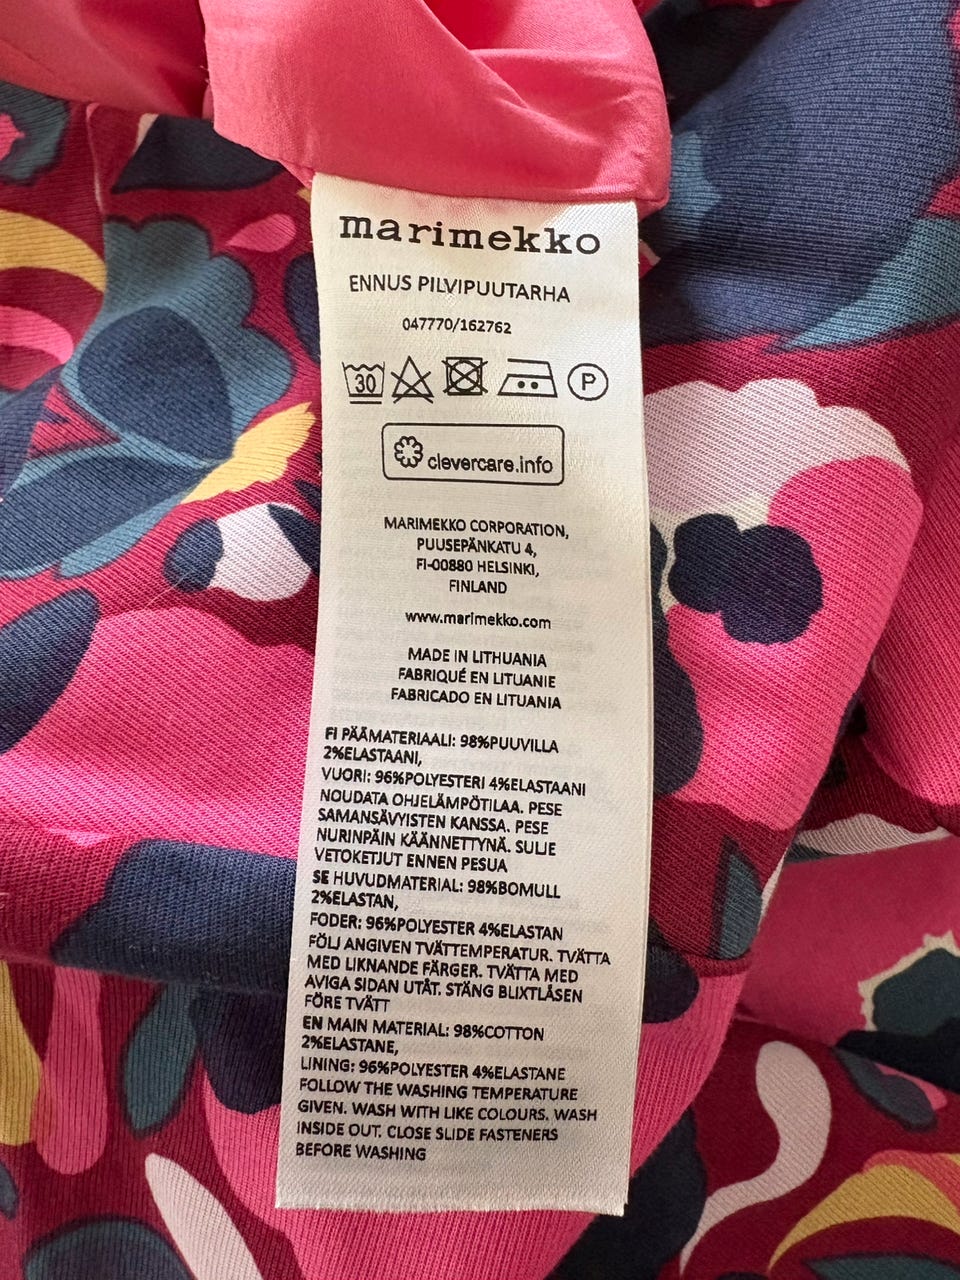 marimekko
ENNUS PILVIPUUTARHA
047770/162762
30 P
clevercare.info
MARIMEKKO CORPORATION,
PUUSEPÄNKATU 4,
FI-00880 HELSINKI,
FINLAND
www.marimekko.com
MADE IN LITHUANIA
FABRIQUÉ EN LITUANIE
FABRICADO EN LITUANIA
FI PÄÄMATERIAALI: 98%PUUVILLA
2%ELASTAANI,
VUORI: 96%POLYESTERI 4%ELASTAANI
NOUDATA OHJELÄMPÖTILAA. PESE
SAMANSÄVYISTEN KANSSA. PESE
NURINPÄIN KÄÄNNETTYNÄ. SULJE
VETOKETJUT ENNEN PESUA
SE HUVUDMATERIAL: 98%BOMULL
2%ELASTAN,
FODER: 96%POLYESTER 4%ELASTAN
FÖLJ ANGIVEN TVÄTTEMPERATUR. TVÄTTA
MED LIKNANDE FÄRGER. TVÄTTA MED
AVIGA SIDAN UTÅT. STÄNG BLIXTLÅSEN
FÖRE TVÄTT
EN MAIN MATERIAL: 98%COTTON
2%ELASTANE,
LINING: 96%POLYESTER 4%ELASTANE
FOLLOW THE WASHING TEMPERATURE
GIVEN. WASH WITH LIKE COLOURS. WASH
INSIDE OUT. CLOSE SLIDE FASTENERS
BEFORE WASHING